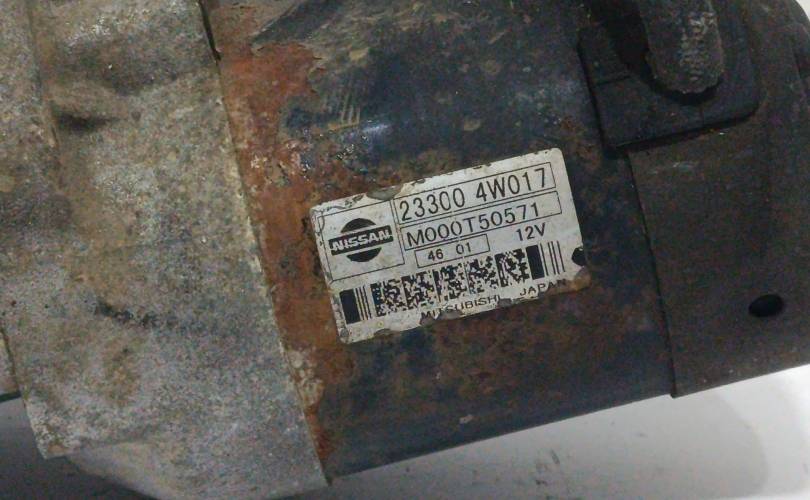 23300 4W017
NISSAN
M000T50571
46 01 12V
MITSUBISHI JAPAN